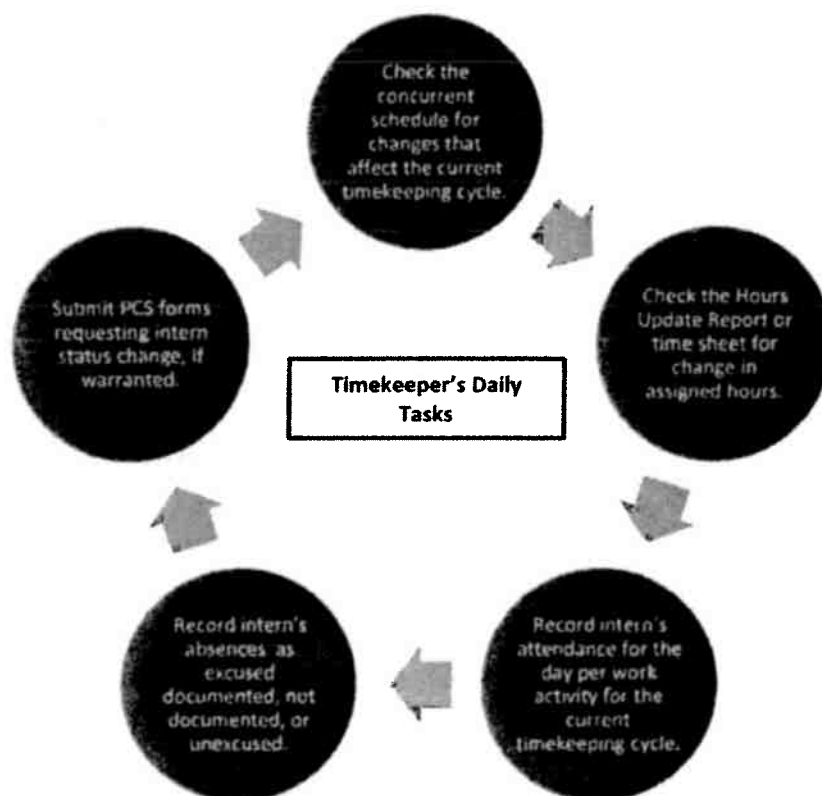 Check the
concurrent
schedule for
changes that
affect the current
timekeeping cycle.
Check the Hours
Update Report or
time sheet for
change in
assigned hours.
Record intern's
attendance for the
day per work
activity for the
current
timekeeping cycle.
Record intern's
absences as
excused
documented, not
documented, or
unexcused.
Submit PCS forms
requesting intern
status change, if
warranted.
Timekeeper's Daily
Tasks